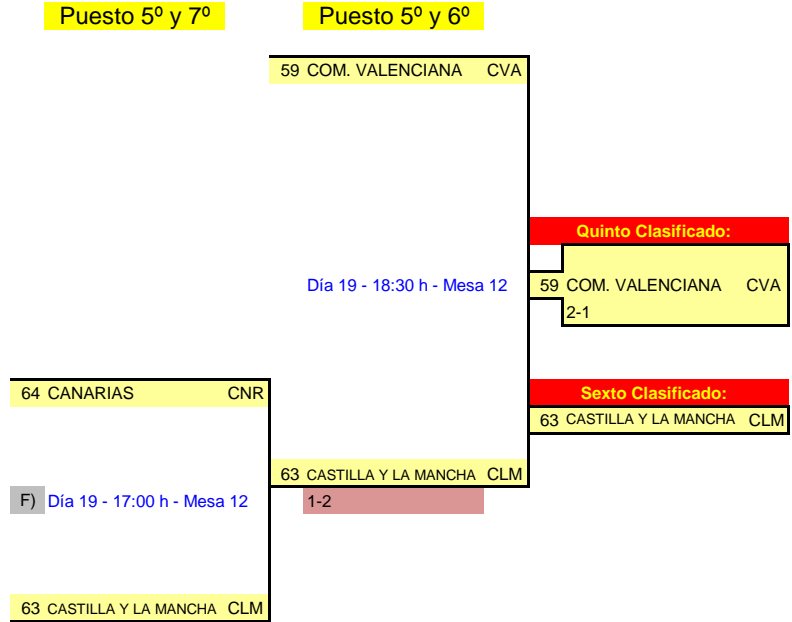 Puesto 5º y 7º
Puesto 5º y 6º
59 COM. VALENCIANA CVA
Quinto Clasificado:
Día 19 - 18:30 h - Mesa 12
59 COM. VALENCIANA CVA
2-1
64 CANARIAS CNR
Sexto Clasificado:
63 CASTILLA Y LA MANCHA CLM
63 CASTILLA Y LA MANCHA CLM
F) Día 19 - 17:00 h - Mesa 12
1-2
63 CASTILLA Y LA MANCHA CLM